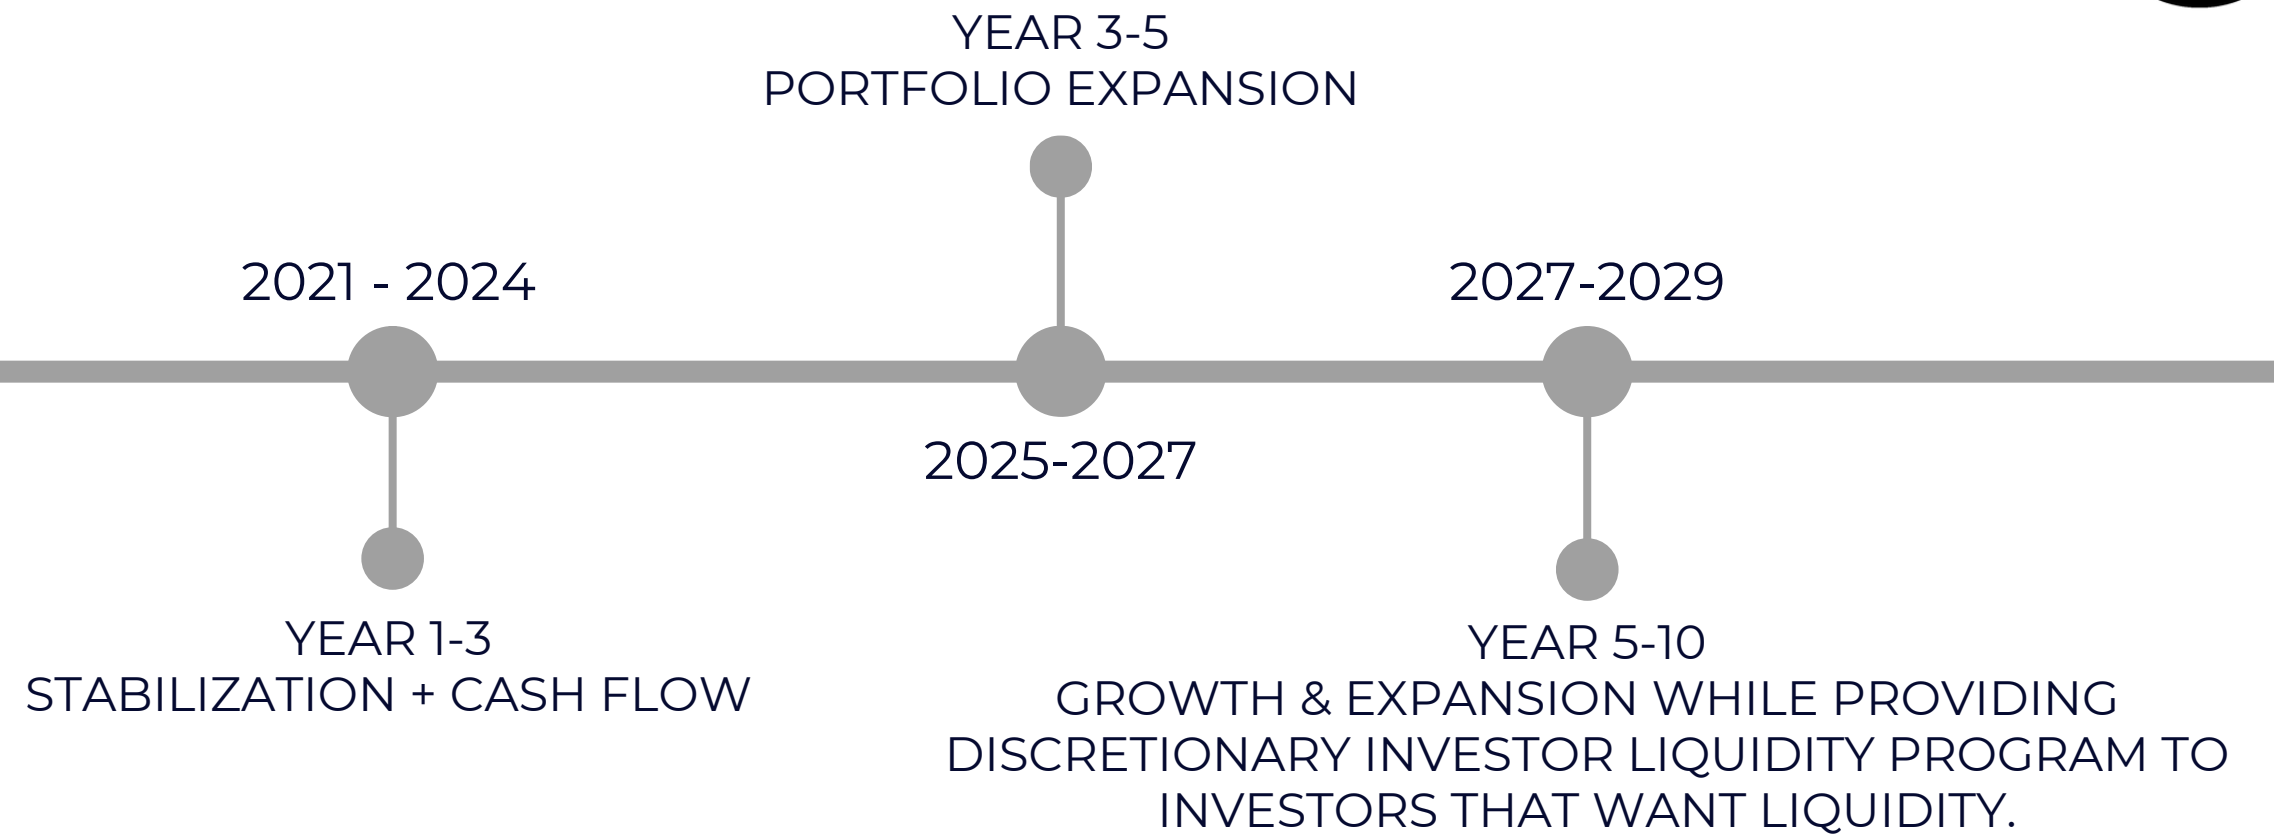 YEAR 3-5
PORTFOLIO EXPANSION
2021 - 2024
2027-2029
2025-2027
YEAR 1-3
STABILIZATION + CASH FLOW
YEAR 5-10
GROWTH & EXPANSION WHILE PROVIDING
DISCRETIONARY INVESTOR LIQUIDITY PROGRAM TO
INVESTORS THAT WANT LIQUIDITY.